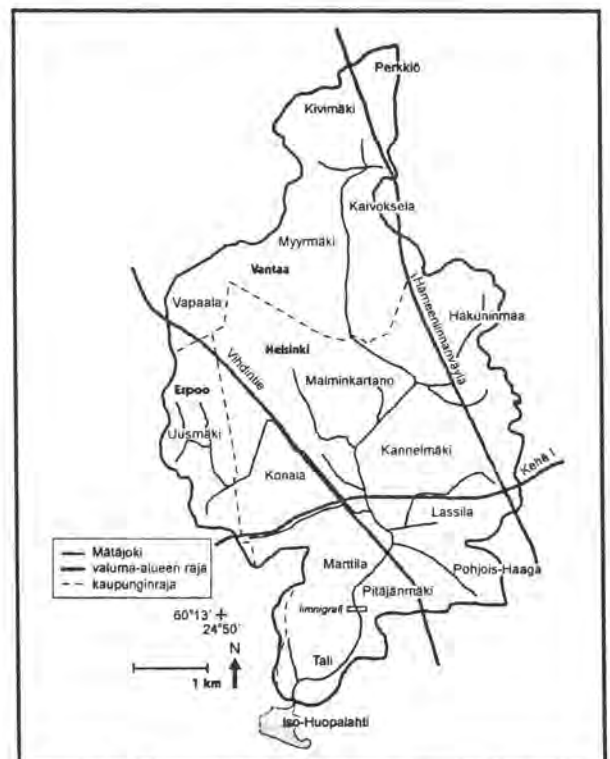 Perkkiö
Kivimäki
Kaivoksela
Myyrmäki
Vantaa
Hämeenlinnanväylä
Vapaala
Hakuninmaa
Vihdintie
Helsinki
Malminkartano
Espoo
Uusmäki
Kannelmäki
Konala
Kehä I
Lassila
Mätäjoki
valuma-alueen raja
kaupunginraja
Marttila
Pohjois-Haaga
Pitäjänmäki
limnigrafi
60°13'
24°50'
N
Tali
1 km
Iso-Huopalahti